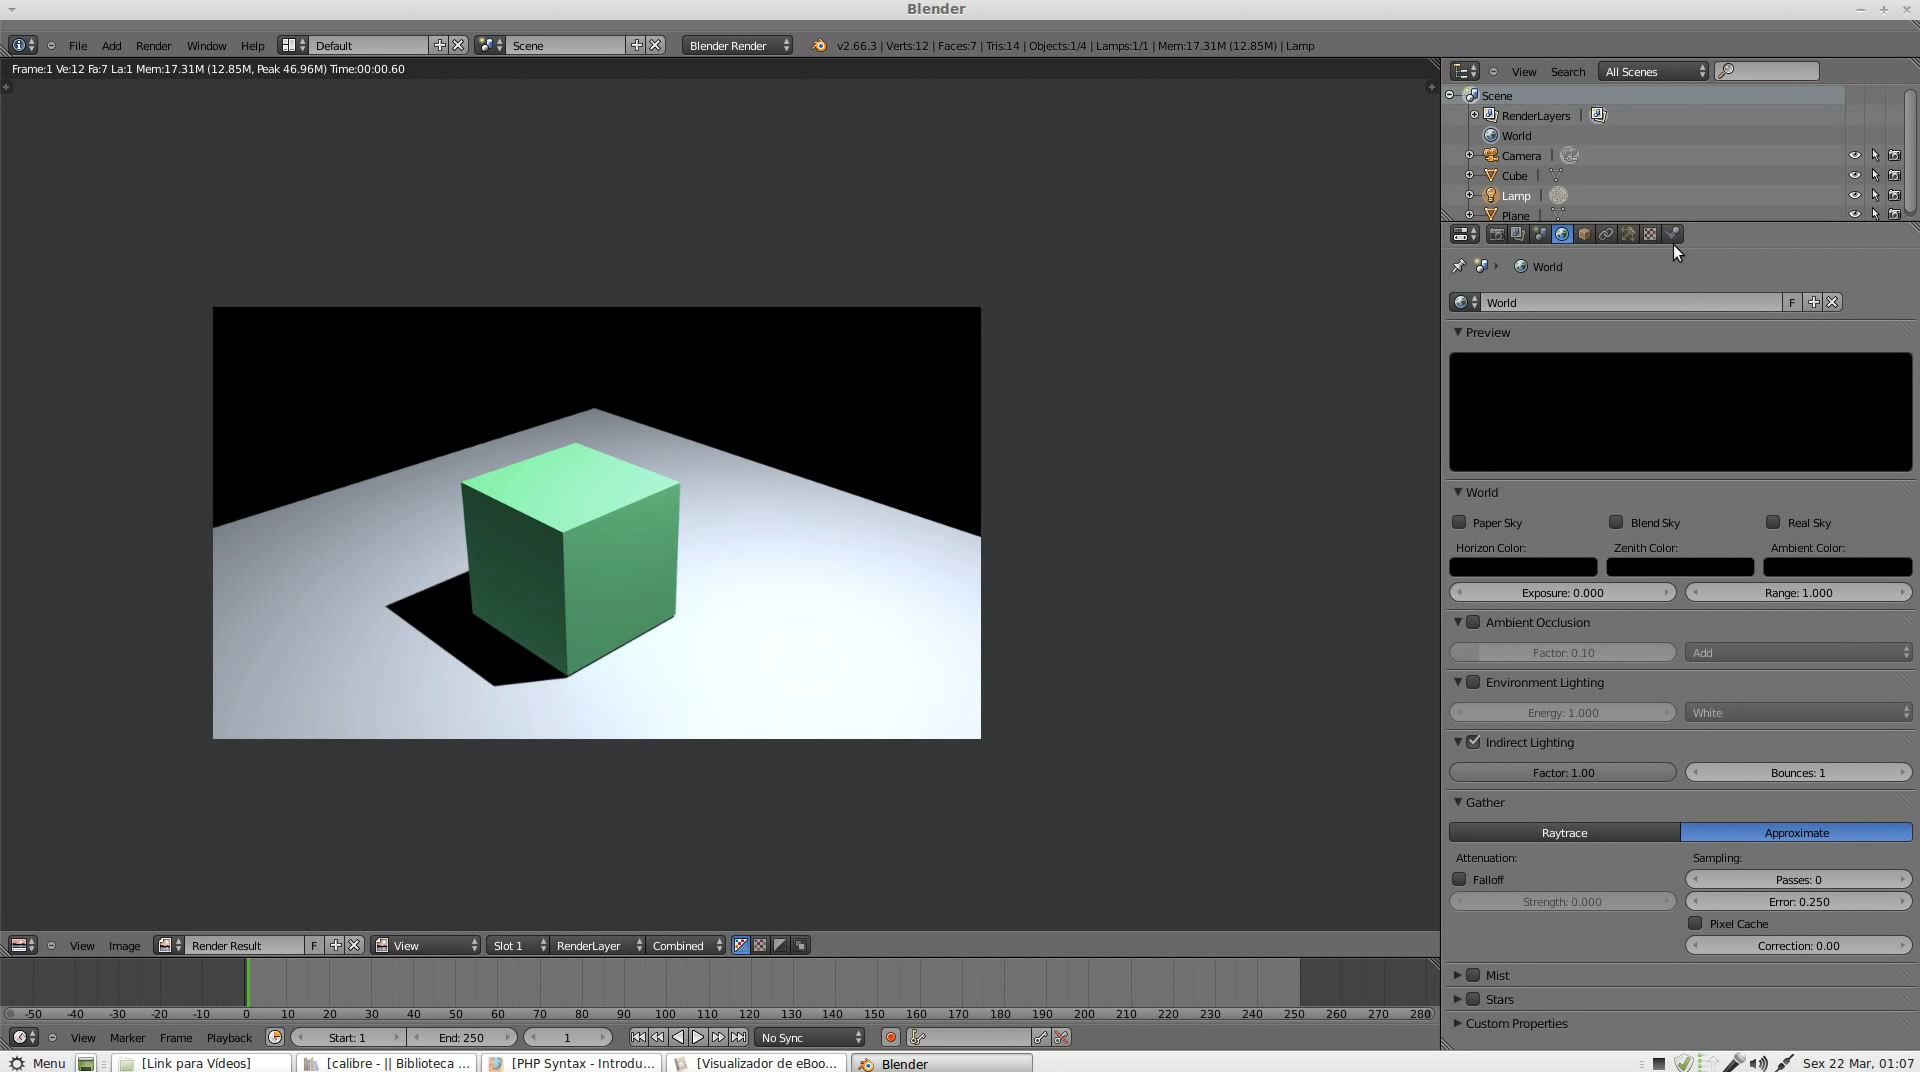 Blender
File Add Render Window Help Default Scene Blender Render v2.66.3 | Verts:12 | Faces:7 | Tris:14 | Objects:1/4 | Lamps:1/1 | Mem:17.31M (12.85M) | Lamp
Frame:1 Ve:12 Fa:7 La:1 Mem:17.31M (12.85M, Peak 46.96M) Time:00:00.60
View Search All Scenes
Scene
RenderLayers
World
Camera
Cube
Lamp
Plane
World
World F
Preview
World
Paper Sky Blend Sky Real Sky
Horizon Color: Zenith Color: Ambient Color:
Exposure: 0.000 Range: 1.000
Ambient Occlusion
Factor: 0.10 Add
Environment Lighting
Energy: 1.000 White
Indirect Lighting
Factor: 1.00 Bounces: 1
Gather
Raytrace Approximate
Attenuation: Sampling:
Falloff Passes: 0
Strength: 0.000 Error: 0.250
Pixel Cache
Correction: 0.00
Mist
Stars
Custom Properties
View Image Render Result F View Slot 1 RenderLayer Combined
-50 -40 -30 -20 -10 0 10 20 30 40 50 60 70 80 90 100 110 120 130 140 150 160 170 180 190 200 210 220 230 240 250 260 270 280
View Marker Frame Playback Start: 1 End: 250 1 No Sync
Menu [Link para Vídeos] [calibre - || Biblioteca ... [PHP Syntax - Introdu... [Visualizador de eBoo... Blender Sex 22 Mar, 01:07